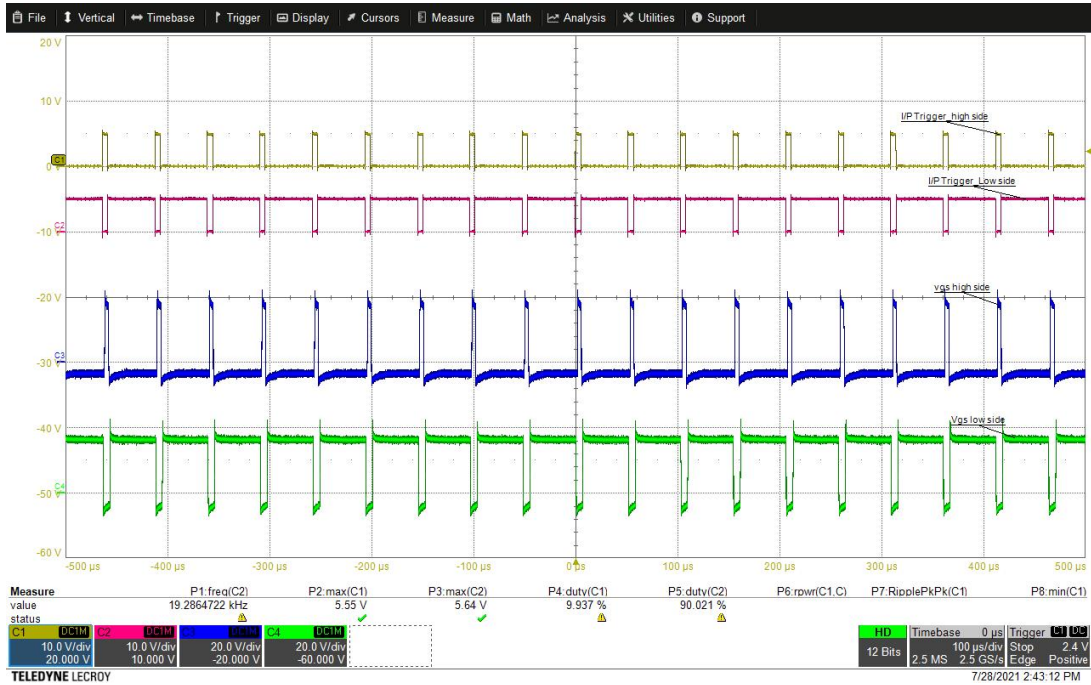 File Vertical Timebase Trigger Display Cursors Measure Math Analysis Utilities Support
20 V
10 V
I/P Trigger_high side
C1
0 V
I/P Trigger_Low side
C2
-10 V
vgs high side
-20 V
C3
-30 V
-40 V
Vgs low side
C4
-50 V
-60 V
-500 µs -400 µs -300 µs -200 µs -100 µs 0 µs 100 µs 200 µs 300 µs 400 µs 500 µs
Measure P1:freq(C2) P2:max(C1) P3:max(C2) P4:duty(C1) P5:duty(C2) P6:rpwr(C1,C) P7:RipplePkPk(C1) P8:min(C1)
value 19.2864722 kHz 5.55 V 5.64 V 9.937 % 90.021 %
status
C1 DC1M C2 DC1M C3 DC1M C4 DC1M HD Timebase 0 µs Trigger C1 DC
10.0 V/div 10.0 V/div 20.0 V/div 20.0 V/div 12 Bits 100 µs/div Stop 2.4 V
20.000 V 10.000 V -20.000 V -60.000 V 2.5 MS 2.5 GS/s Edge Positive
TELEDYNE LECROY 7/28/2021 2:43:12 PM